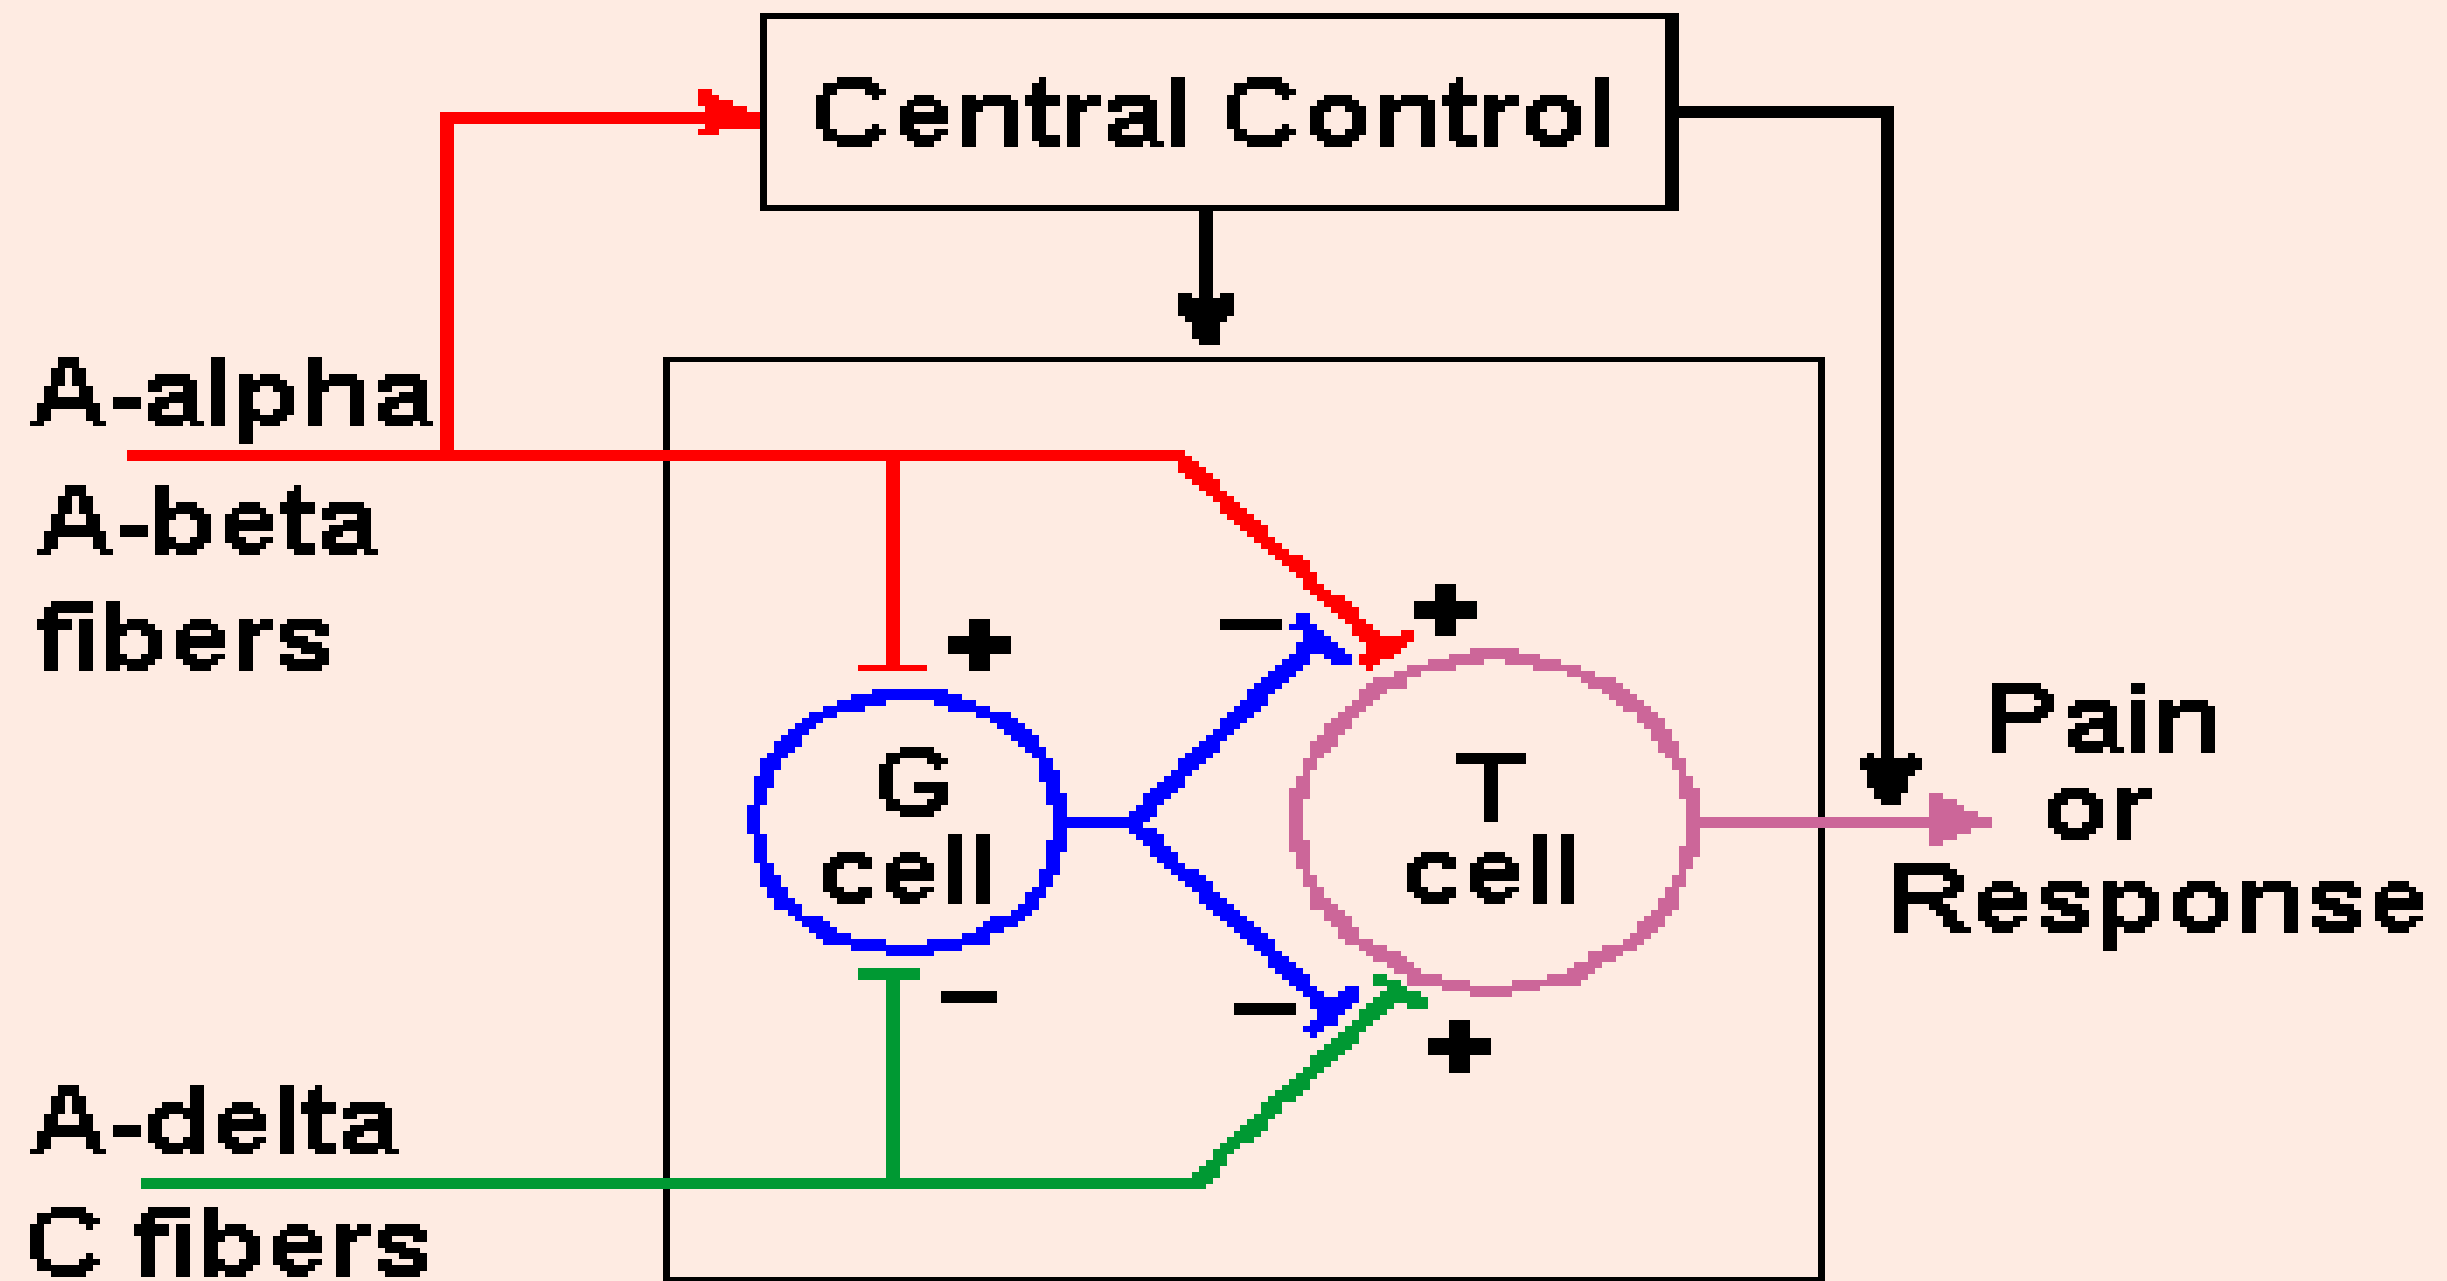 Central Control
A-alpha
A-beta
fibers
+
−
+
G
cell
T
cell
Pain
or
Response
−
−
+
A-delta
C fibers